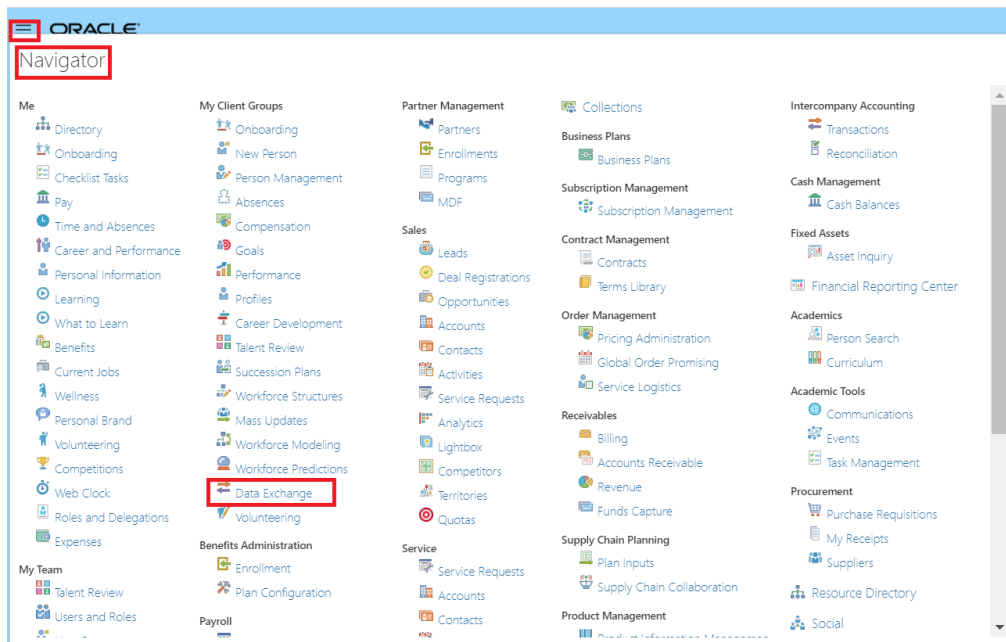 ORACLE
Navigator
Me
Directory
Onboarding
Checklist Tasks
Pay
Time and Absences
Career and Performance
Personal Information
Learning
What to Learn
Benefits
Current Jobs
Wellness
Personal Brand
Volunteering
Competitions
Web Clock
Roles and Delegations
Expenses
My Team
Talent Review
Users and Roles
My Client Groups
Onboarding
New Person
Person Management
Absences
Compensation
Goals
Performance
Profiles
Career Development
Talent Review
Succession Plans
Workforce Structures
Mass Updates
Workforce Modeling
Workforce Predictions
Data Exchange
Volunteering
Benefits Administration
Enrollment
Plan Configuration
Payroll
Partner Management
Partners
Enrollments
Programs
MDF
Sales
Leads
Deal Registrations
Opportunities
Accounts
Contacts
Activities
Service Requests
Analytics
Lightbox
Competitors
Territories
Quotas
Service
Service Requests
Accounts
Contacts
Collections
Business Plans
Business Plans
Subscription Management
Subscription Management
Contract Management
Contracts
Terms Library
Order Management
Pricing Administration
Global Order Promising
Service Logistics
Receivables
Billing
Accounts Receivable
Revenue
Funds Capture
Supply Chain Planning
Plan Inputs
Supply Chain Collaboration
Product Management
Intercompany Accounting
Transactions
Reconciliation
Cash Management
Cash Balances
Fixed Assets
Asset Inquiry
Financial Reporting Center
Academics
Person Search
Curriculum
Academic Tools
Communications
Events
Task Management
Procurement
Purchase Requisitions
My Receipts
Suppliers
Resource Directory
Social